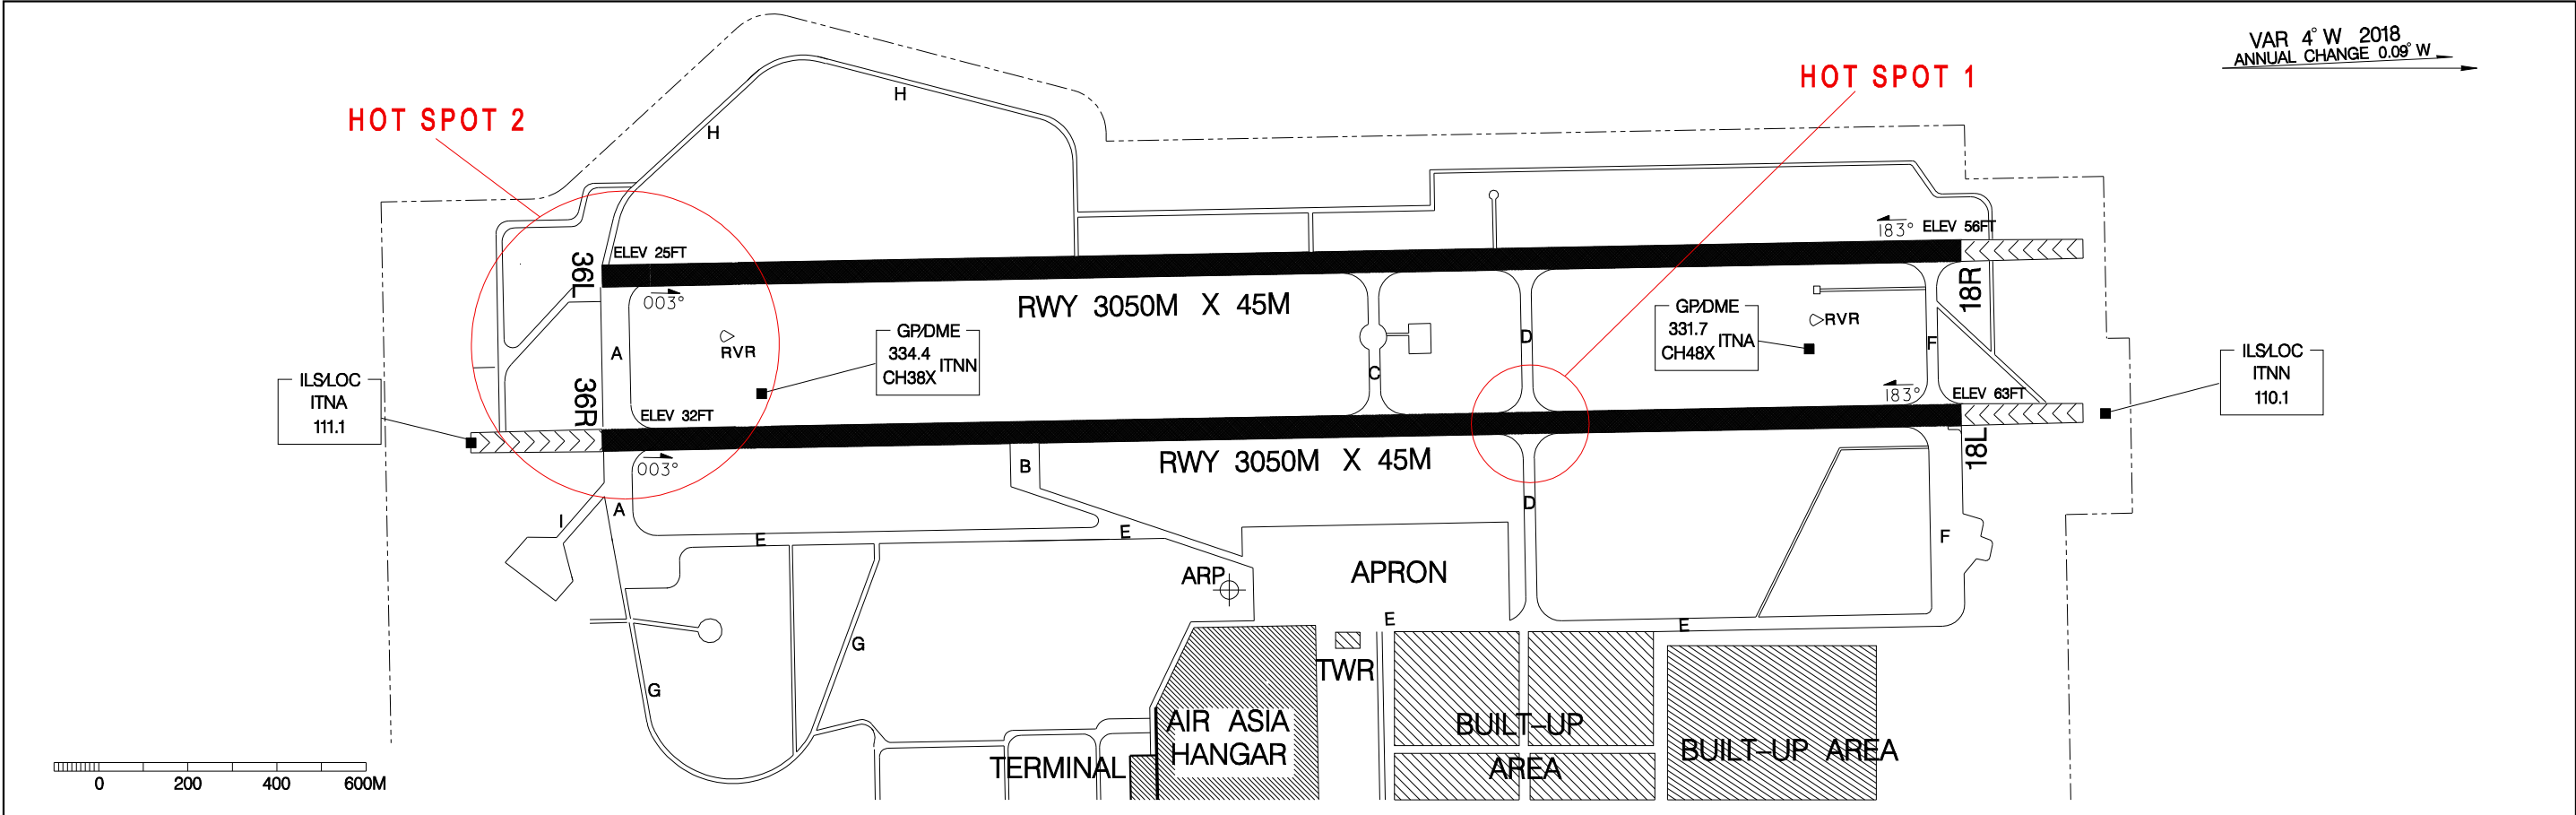 VAR 4° W 2018
ANNUAL CHANGE 0.09° W
HOT SPOT 1
HOT SPOT 2
H
H
183° ELEV 56FT
ELEV 25FT
36L
003°
18R
RWY 3050M X 45M
GP/DME
334.4
CH38X
ITNN
GP/DME
331.7
CH48X
ITNA
RVR
RVR
A
C
D
F
ILS/LOC
ITNA
111.1
ILS/LOC
ITNN
110.1
36R
ELEV 32FT
183°
ELEV 63FT
003°
18L
RWY 3050M X 45M
B
A
I
D
E
E
F
ARP
APRON
E
E
G
G
TWR
AIR ASIA
HANGAR
TERMINAL
BUILT-UP
AREA
BUILT-UP AREA
0 200 400 600M